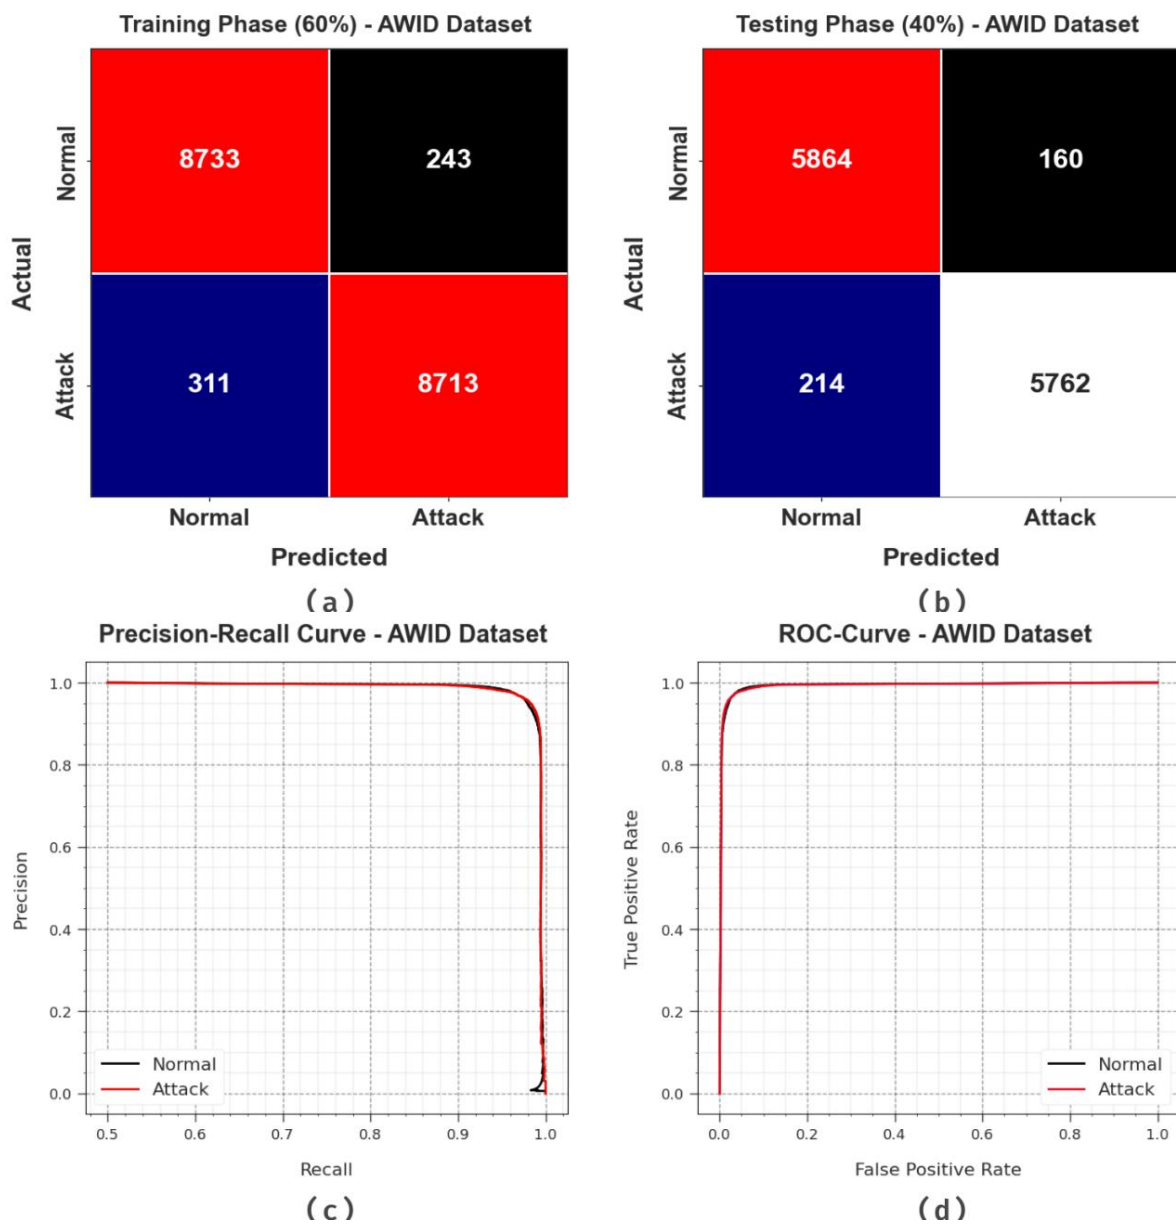 Training Phase (60%) - AWID Dataset
Actual
Normal
8733
243
Attack
311
8713
Normal
Attack
Predicted
(a)
Testing Phase (40%) - AWID Dataset
Actual
Normal
5864
160
Attack
214
5762
Normal
Attack
Predicted
(b)
Precision-Recall Curve - AWID Dataset
Precision
1.0
0.8
0.6
0.4
0.2
0.0
Normal
Attack
0.5 0.6 0.7 0.8 0.9 1.0
Recall
(c)
ROC-Curve - AWID Dataset
True Positive Rate
1.0
0.8
0.6
0.4
0.2
0.0
Normal
Attack
0.0 0.2 0.4 0.6 0.8 1.0
False Positive Rate
(d)